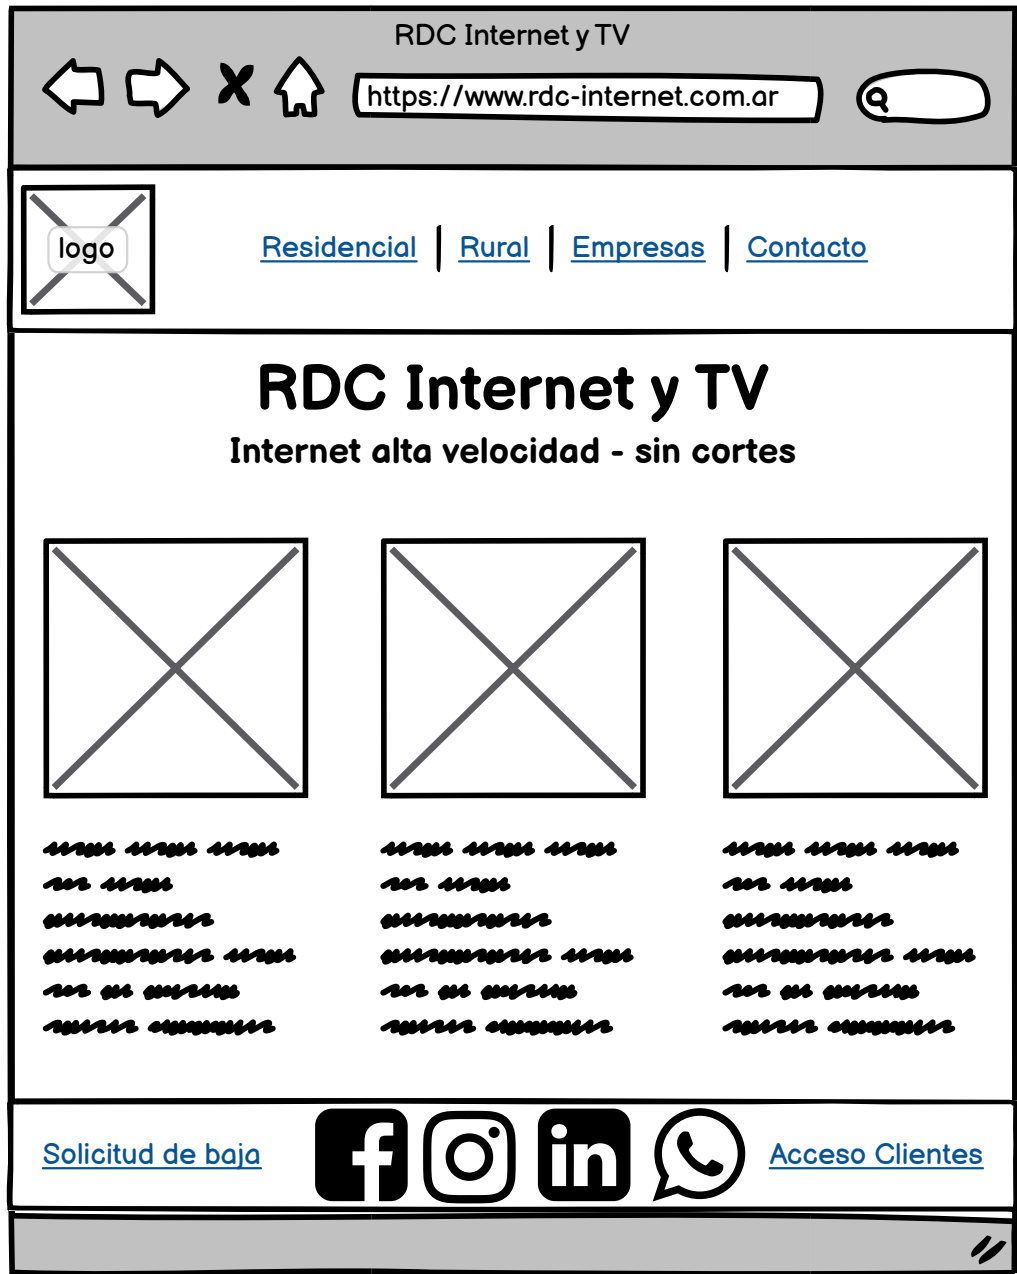 RDC Internet y TV
https://www.rdc-internet.com.ar
logo
Residencial | Rural | Empresas | Contacto
RDC Internet y TV
Internet alta velocidad - sin cortes
Solicitud de baja
in
Acceso Clientes